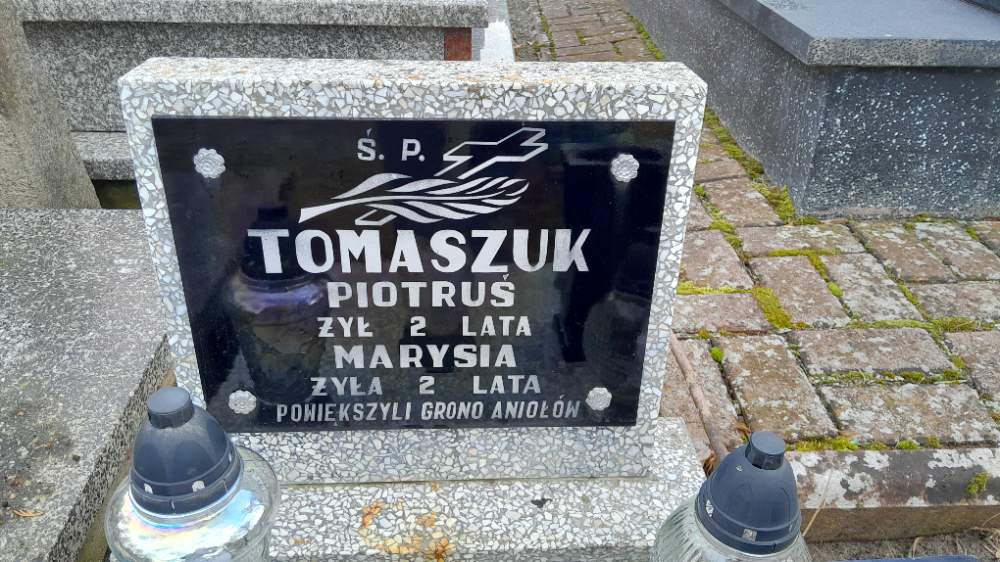 Ś. P.
TOMASZUK
PIOTRUŚ
ŻYŁ 2 LATA
MARYSIA
ŻYŁA 2 LATA
POWIĘKSZYLI GRONO ANIOŁÓW